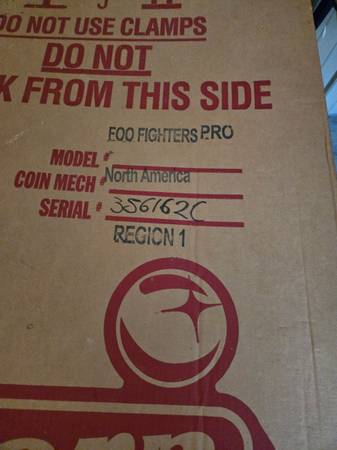 DO NOT USE CLAMPS
DO NOT
FROM THIS SIDE
FOO FIGHTERS PRO
MODEL #
COIN MECH # North America
SERIAL # 356162C
REGION 1